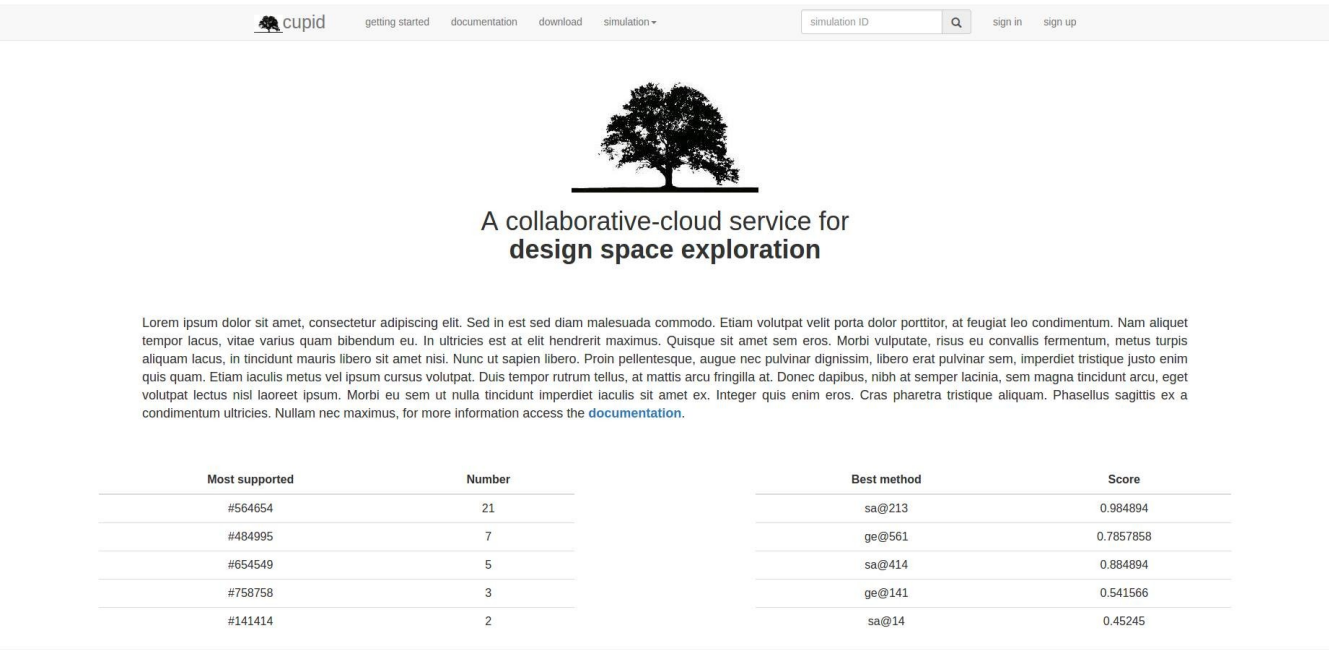 cupid getting started documentation download simulation simulation ID sign in sign up
A collaborative-cloud service for
design space exploration
Lorem ipsum dolor sit amet, consectetur adipiscing elit. Sed in est sed diam malesuada commodo. Etiam volutpat velit porta dolor porttitor, at feugiat leo condimentum. Nam aliquet
tempor lacus, vitae varius quam bibendum eu. In ultricies est at elit hendrerit maximus. Quisque sit amet sem eros. Morbi vulputate, risus eu convallis fermentum, metus turpis
aliquam lacus, in tincidunt mauris libero sit amet nisi. Nunc ut sapien libero. Proin pellentesque, augue nec pulvinar dignissim, libero erat pulvinar sem, imperdiet tristique justo enim
quis quam. Etiam iaculis metus vel ipsum cursus volutpat. Duis tempor rutrum tellus, at mattis arcu fringilla at. Donec dapibus, nibh at semper lacinia, sem magna tincidunt arcu, eget
volutpat lectus nisl laoreet ipsum. Morbi eu sem ut nulla tincidunt imperdiet iaculis sit amet ex. Integer quis enim eros. Cras pharetra tristique aliquam. Phasellus sagittis ex a
condimentum ultricies. Nullam nec maximus, for more information access the documentation.
Most supported Number
#564654 21
#484995 7
#654549 5
#758758 3
#141414 2
Best method Score
sa@213 0.984894
ge@561 0.7857858
sa@414 0.884894
ge@141 0.541566
sa@14 0.45245